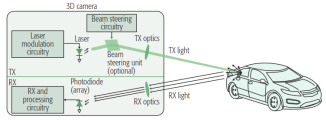 3D camera
Beam steering
circuitry
Laser
modulation
circuitry
Laser
TX optics
TX light
Beam
steering unit
(optional)
TX
RX
Photodiode
(array)
RX and
processing
circuitry
RX optics
RX light